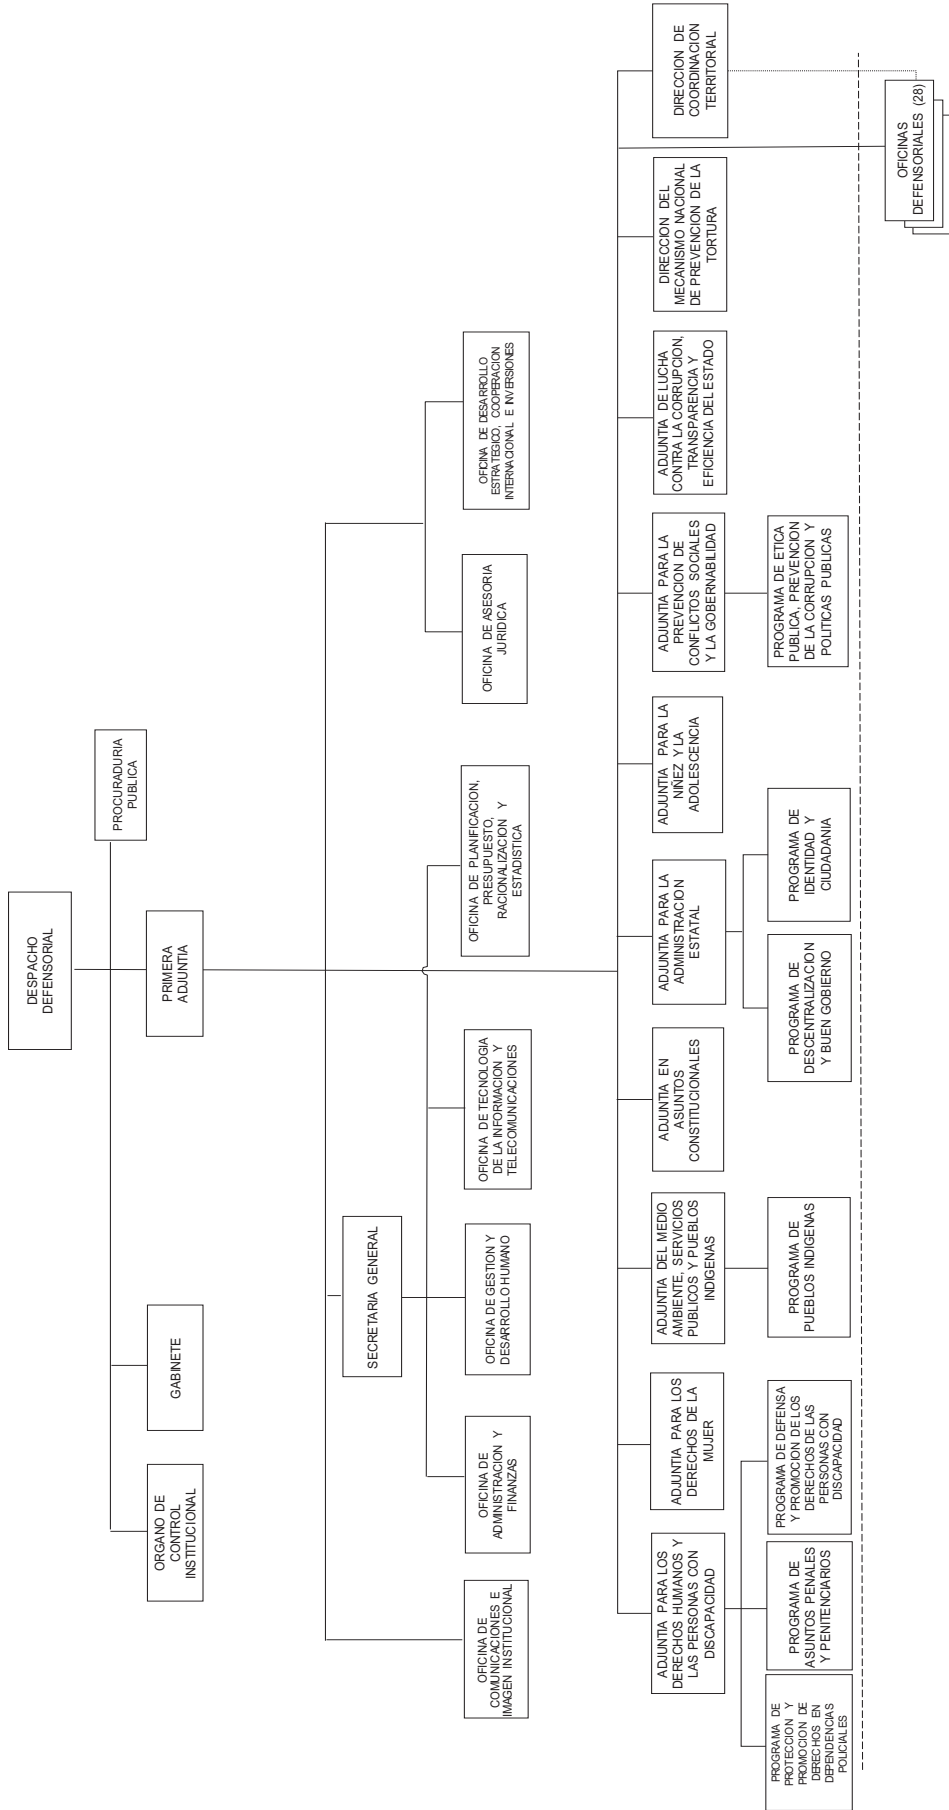 DESPACHO
DEFENSORIAL
PROCURADURIA
PUBLICA
PRIMERA
ADJUNTIA
GABINETE
ORGANO DE
CONTROL
INSTITUCIONAL
SECRETARIA GENERAL
OFICINA DE
COMUNICACIONES E
IMAGEN INSTITUCIONAL
OFICINA DE
ADMINISTRACION Y
FINANZAS
OFICINA DE GESTION Y
DESARROLLO HUMANO
OFICINA DE TECNOLOGIA
DE LA INFORMACION Y
TELECOMUNICACIONES
OFICINA DE PLANIFICACION,
PRESUPUESTO,
RACIONALIZACION Y
ESTADISTICA
OFICINA DE ASESORIA
JURIDICA
OFICINA DE DESARROLLO
ESTRATEGICO, COOPERACION
INTERNACIONAL E INVERSIONES
ADJUNTIA PARA LOS
DERECHOS HUMANOS Y
LAS PERSONAS CON
DISCAPACIDAD
ADJUNTIA PARA LOS
DERECHOS DE LA
MUJER
ADJUNTIA DEL MEDIO
AMBIENTE, SERVICIOS
PUBLICOS Y PUEBLOS
INDIGENAS
ADJUNTIA EN
ASUNTOS
CONSTITUCIONALES
ADJUNTIA PARA LA
ADMINISTRACION
ESTATAL
ADJUNTIA PARA LA
NIÑEZ Y LA
ADOLESCENCIA
ADJUNTIA PARA LA
PREVENCION DE
CONFLICTOS SOCIALES
Y LA GOBERNABILIDAD
ADJUNTIA DE LUCHA
CONTRA LA CORRUPCION,
TRANSPARENCIA Y
EFICIENCIA DEL ESTADO
DIRECCION DEL
MECANISMO NACIONAL
DE PREVENCION DE LA
TORTURA
DIRECCION DE
COORDINACION
TERRITORIAL
PROGRAMA DE
PROTECCION Y
PROMOCION DE
DERECHOS EN
DEPENDENCIAS
POLICIALES
PROGRAMA DE
ASUNTOS PENALES
Y PENITENCIARIOS
PROGRAMA DE DEFENSA
Y PROMOCION DE LOS
DERECHOS DE LAS
PERSONAS CON
DISCAPACIDAD
PROGRAMA DE
PUEBLOS INDIGENAS
PROGRAMA DE
DESCENTRALIZACION
Y BUEN GOBIERNO
PROGRAMA DE
IDENTIDAD Y
CIUDADANIA
PROGRAMA DE ETICA
PUBLICA, PREVENCION
DE LA CORRUPCION Y
POLITICAS PUBLICAS
OFICINAS
DEFENSORIALES (28)